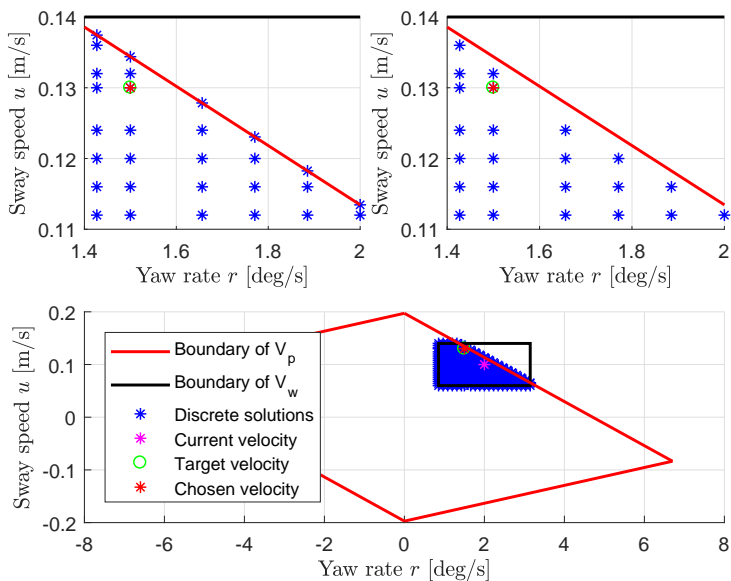 0.14
0.13
0.12
0.11
1.4 1.6 1.8 2
Sway speed u [m/s]
Yaw rate r [deg/s]
0.14
0.13
0.12
0.11
1.4 1.6 1.8 2
Sway speed u [m/s]
Yaw rate r [deg/s]
0.2
0.1
0
-0.1
-0.2
-8 -6 -4 -2 0 2 4 6 8
Sway speed u [m/s]
Yaw rate r [deg/s]
Boundary of V_p
Boundary of V_w
Discrete solutions
Current velocity
Target velocity
Chosen velocity